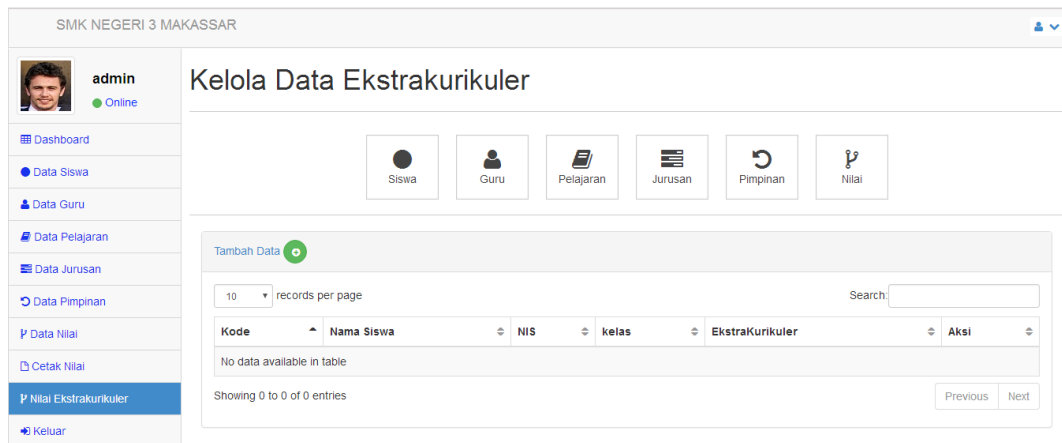 SMK NEGERI 3 MAKASSAR
admin
Online
Dashboard
Data Siswa
Data Guru
Data Pelajaran
Data Jurusan
Data Pimpinan
Data Nilai
Cetak Nilai
Nilai Ekstrakurikuler
Keluar
Kelola Data Ekstrakurikuler
Siswa Guru Pelajaran Jurusan Pimpinan Nilai
Tambah Data
10 records per page Search:
Kode Nama Siswa NIS kelas EkstraKurikuler Aksi
No data available in table
Showing 0 to 0 of 0 entries Previous Next